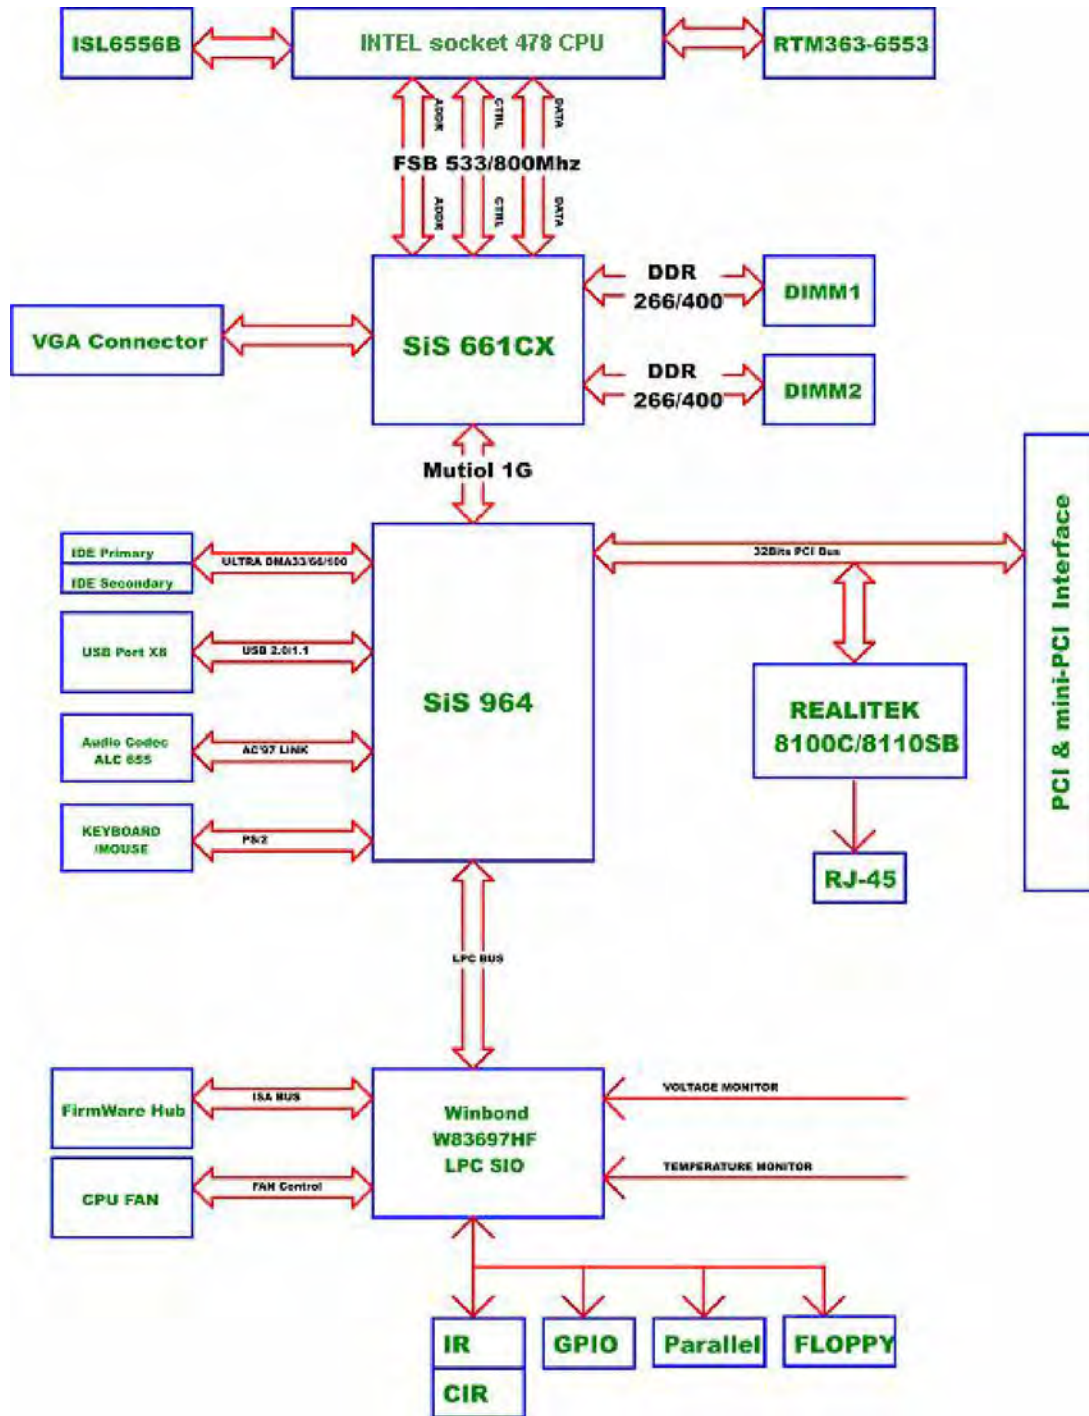 ISL6556B
INTEL socket 478 CPU
RTM363-6553
ADDR
CTRL
DATA
FSB 533/800Mhz
ADDR
CTRL
DATA
VGA Connector
SiS 661CX
DDR
266/400
DIMM1
DDR
266/400
DIMM2
Mutiol 1G
IDE Primary
IDE Secondary
ULTRA DMA33/66/100
32Bits PCI Bus
PCI & mini-PCI Interface
USB Port X8
USB 2.0/1.1
SiS 964
REALITEK
8100C/8110SB
Audio Codec
ALC 655
AC'97 LINK
KEYBOARD
/MOUSE
PS/2
RJ-45
LPC BUS
FirmWare Hub
ISA BUS
Winbond
W83697HF
LPC SIO
VOLTAGE MONITOR
CPU FAN
FAN Control
TEMPERATURE MONITOR
IR
CIR
GPIO
Parallel
FLOPPY